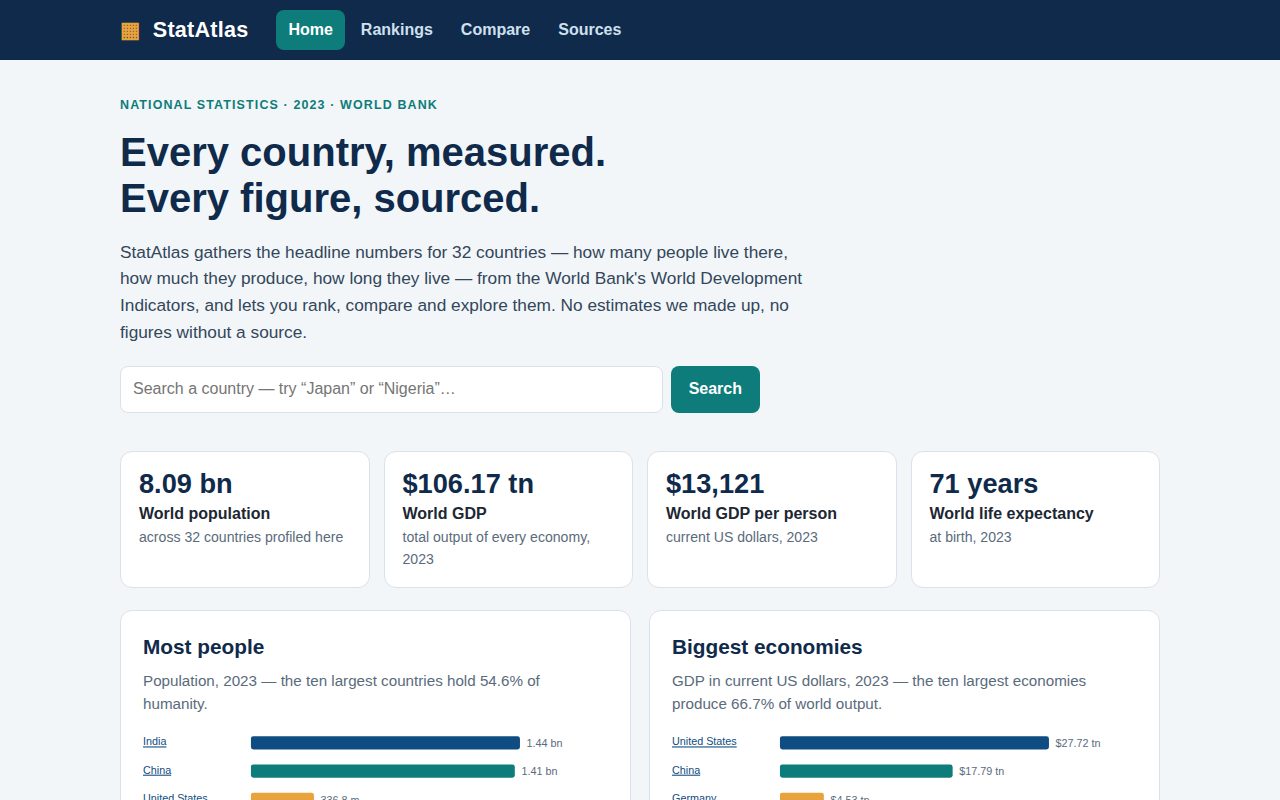 StatAtlas
Home
Rankings
Compare
Sources
NATIONAL STATISTICS · 2023 · WORLD BANK
Every country, measured.
Every figure, sourced.
StatAtlas gathers the headline numbers for 32 countries — how many people live there,
how much they produce, how long they live — from the World Bank's World Development
Indicators, and lets you rank, compare and explore them. No estimates we made up, no
figures without a source.
Search a country — try “Japan” or “Nigeria”…
Search
8.09 bn
World population
across 32 countries profiled here
$106.17 tn
World GDP
total output of every economy,
2023
$13,121
World GDP per person
current US dollars, 2023
71 years
World life expectancy
at birth, 2023
Most people
Population, 2023 — the ten largest countries hold 54.6% of
humanity.
India
1.44 bn
China
1.41 bn
United States
336.8 m
Biggest economies
GDP in current US dollars, 2023 — the ten largest economies
produce 66.7% of world output.
United States
$27.72 tn
China
$17.79 tn
Germany
$4.53 tn